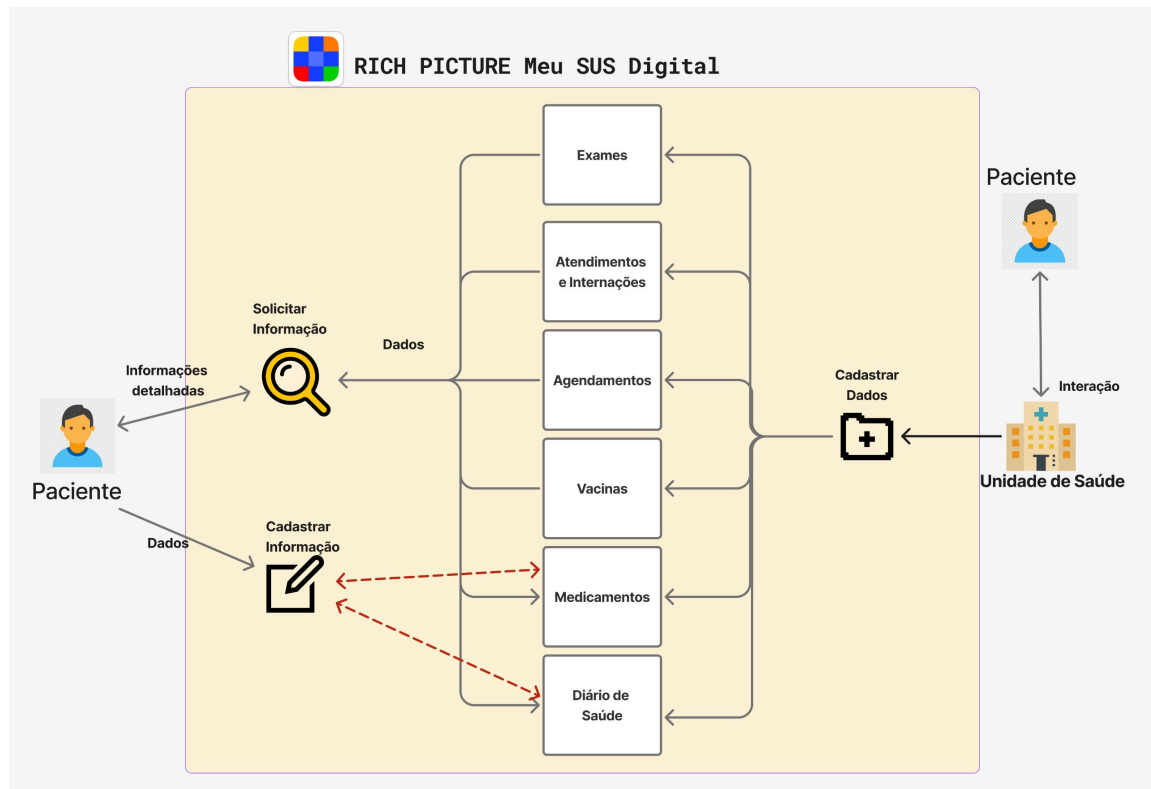 RICH PICTURE Meu SUS Digital
Exames
Paciente
Atendimentos
e Internações
Solicitar
Informação
Dados
Informações
detalhadas
Agendamentos
Cadastrar
Dados
Interação
Paciente
Unidade de Saúde
Vacinas
Cadastrar
Informação
Dados
Medicamentos
Diário de
Saúde